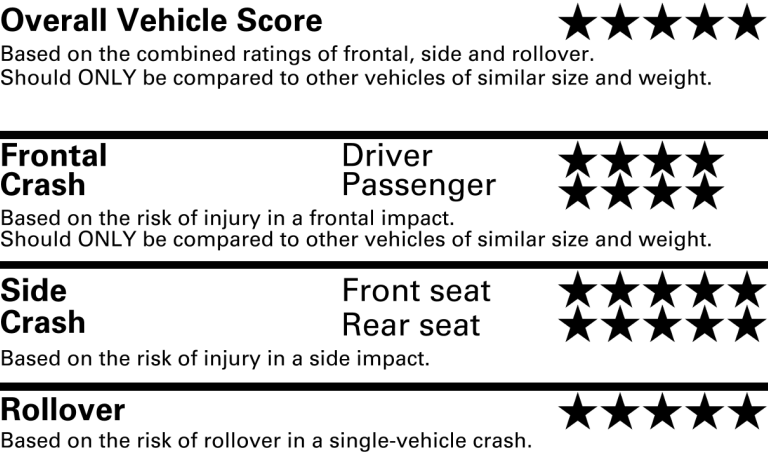 Overall Vehicle Score ★★★★★
Based on the combined ratings of frontal, side and rollover.
Should ONLY be compared to other vehicles of similar size and weight.
Frontal Driver ★★★★
Crash Passenger ★★★★
Based on the risk of injury in a frontal impact.
Should ONLY be compared to other vehicles of similar size and weight.
Side Front seat ★★★★★
Crash Rear seat ★★★★★
Based on the risk of injury in a side impact.
Rollover ★★★★★
Based on the risk of rollover in a single-vehicle crash.